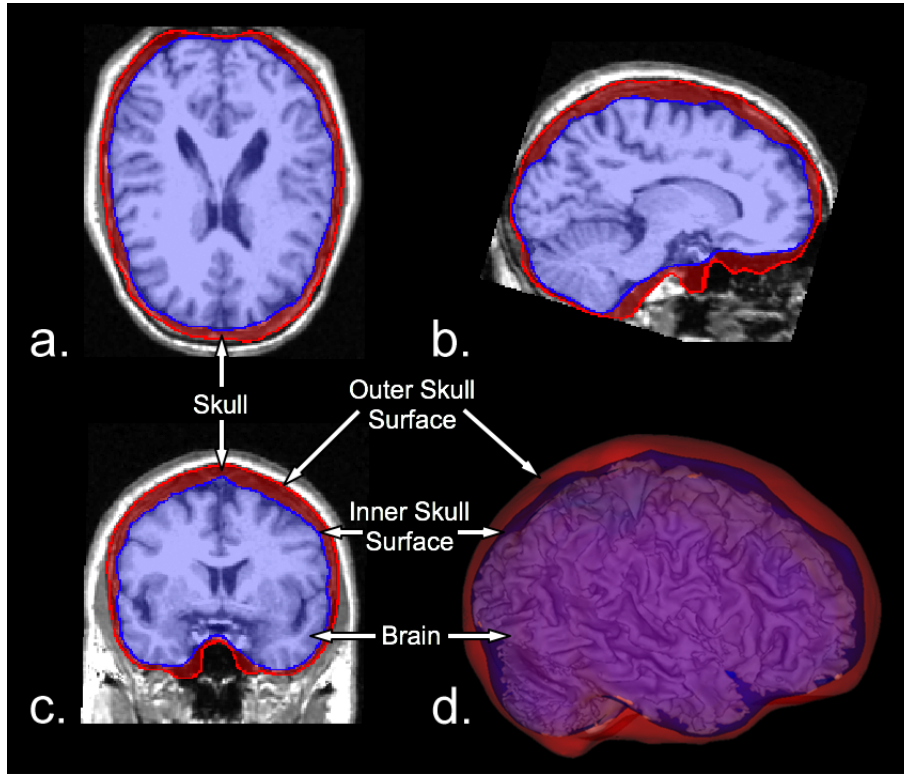 a.
b.
Skull
Outer Skull
Surface
Inner Skull
Surface
Brain
c.
d.